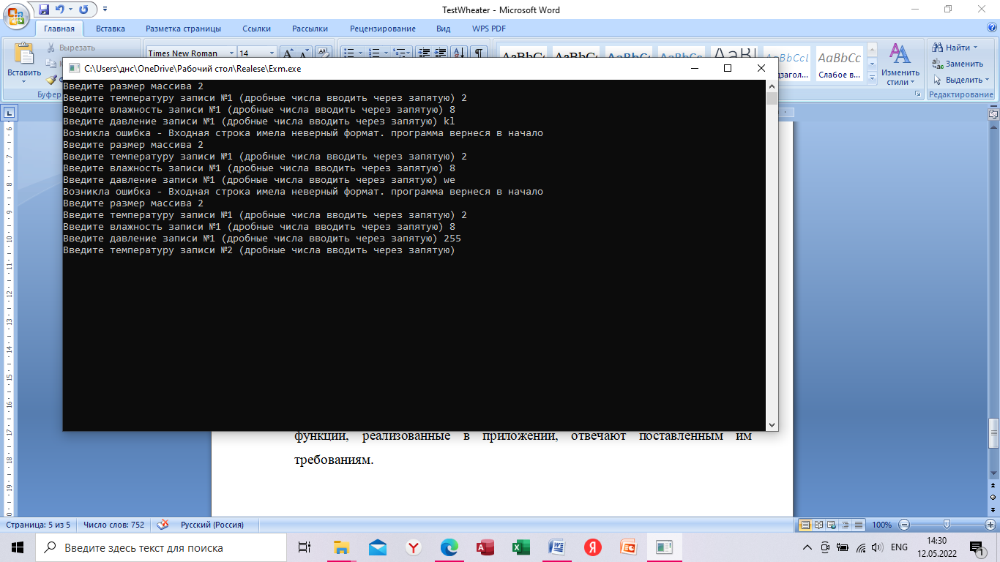 TestWheater - Microsoft Word
Главная Вставка Разметка страницы Ссылки Рассылки Рецензирование Вид WPS PDF
Вставить
Вырезать
Times New Roman 14
АаВbСс АаВbСс АаВbСс АаВbСс АаВЫ АаВbСсL АаВbСс
дзагол... Слабое в...
Изменить стили
Найти
Заменить
Выделить
Редактирование
Буфер
C:\Users\днс\OneDrive\Рабочий стол\Realese\Exm.exe
Введите размер массива 2
Введите температуру записи №1 (дробные числа вводить через запятую) 2
Введите влажность записи №1 (дробные числа вводить через запятую) 8
Введите давление записи №1 (дробные числа вводить через запятую) kl
Возникла ошибка - Входная строка имела неверный формат. программа вернеся в начало
Введите размер массива 2
Введите температуру записи №1 (дробные числа вводить через запятую) 2
Введите влажность записи №1 (дробные числа вводить через запятую) 8
Введите давление записи №1 (дробные числа вводить через запятую) we
Возникла ошибка - Входная строка имела неверный формат. программа вернеся в начало
Введите размер массива 2
Введите температуру записи №1 (дробные числа вводить через запятую) 2
Введите влажность записи №1 (дробные числа вводить через запятую) 8
Введите давление записи №1 (дробные числа вводить через запятую) 255
Введите температуру записи №2 (дробные числа вводить через запятую)
функции, реализованные в приложении, отвечают поставленным им
требованиям.
Страница: 5 из 5 Число слов: 752 Русский (Россия) 100%
Введите здесь текст для поиска
ENG
14:30
12.05.2022
1